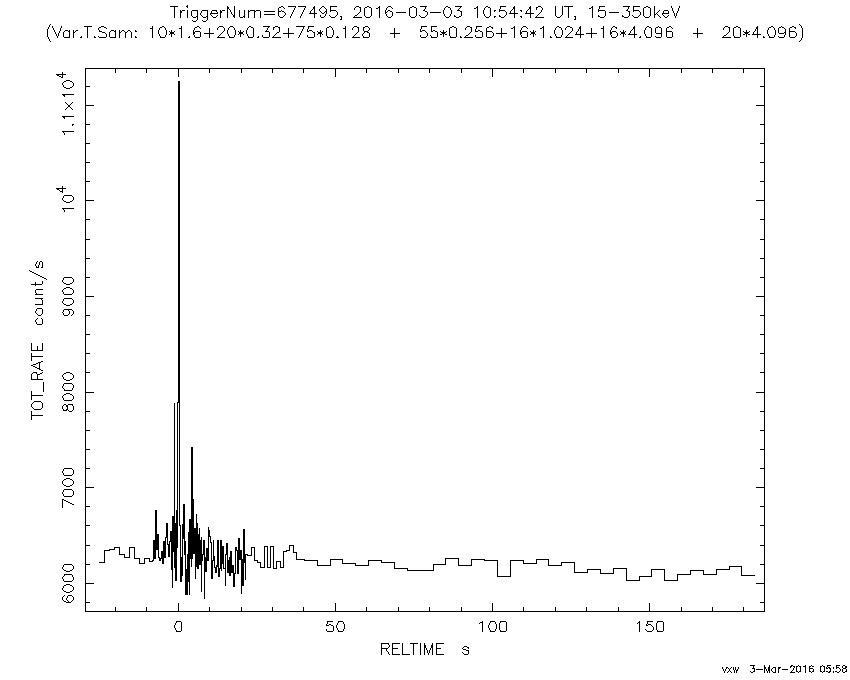 TriggerNum=677495, 2016-03-03 10:54:42 UT, 15-350keV
(Var.T.Sam: 10*1.6+20*0.32+75*0.128 + 55*0.256+16*1.024+16*4.096 + 20*4.096)
1.1×10⁴
10⁴
9000
8000
7000
6000
TOT_RATE count/s
0 50 100 150
RELTIME s
vxw 3-Mar-2016 05:58